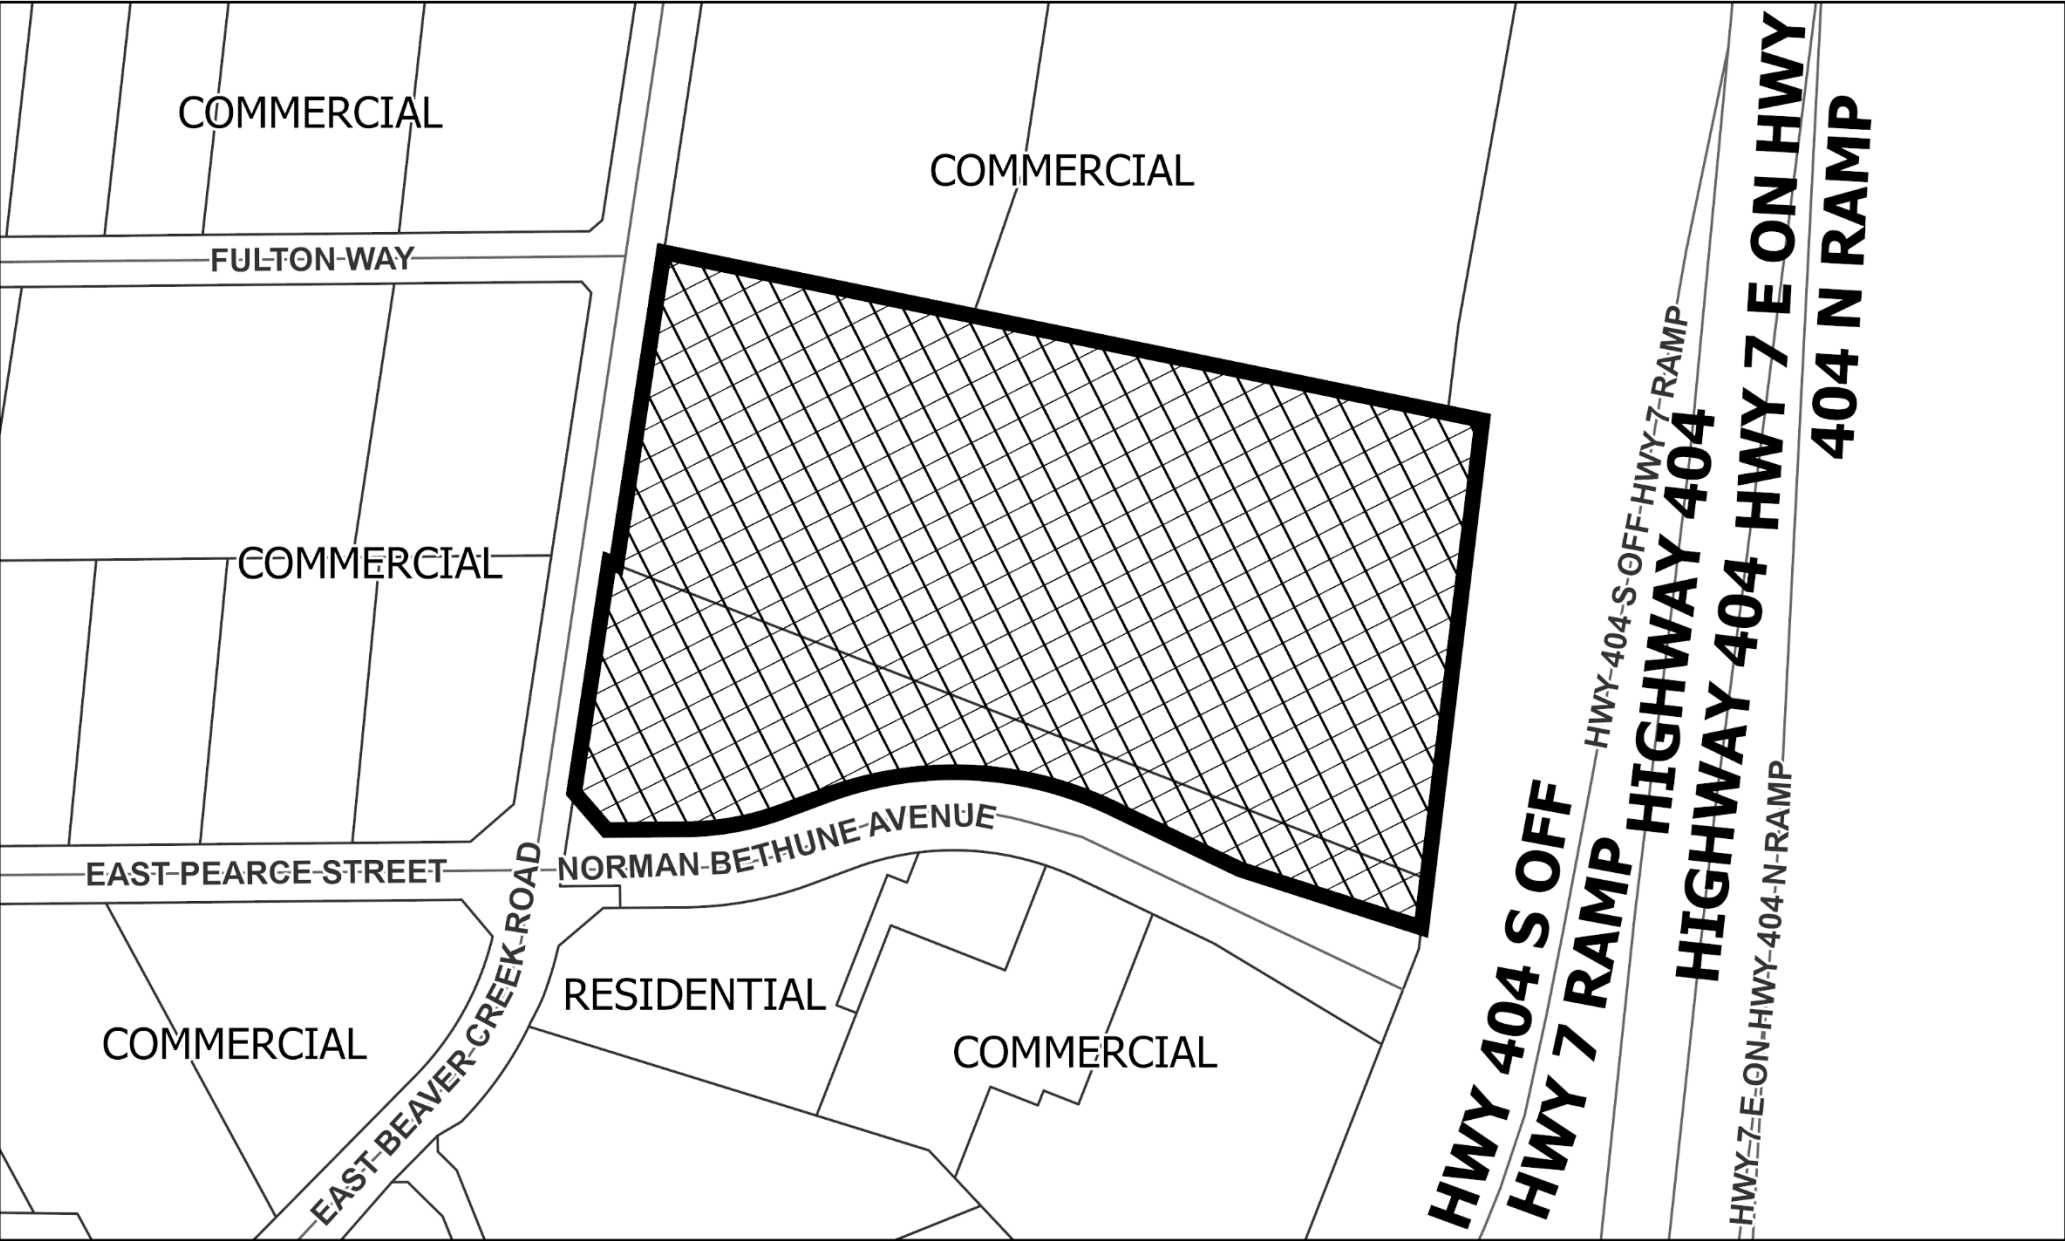 COMMERCIAL
COMMERCIAL
FULTON WAY
COMMERCIAL
EAST PEARCE STREET
NORMAN BETHUNE AVENUE
EAST BEAVER CREEK ROAD
COMMERCIAL
RESIDENTIAL
COMMERCIAL
HWY 404 S OFF HWY 7 RAMP
HWY 404 S OFF
HWY 7 RAMP
HIGHWAY 404
HIGHWAY 404 HWY 7 E ON HWY
404 N RAMP
HWY 7 E ON HWY 404 N RAMP